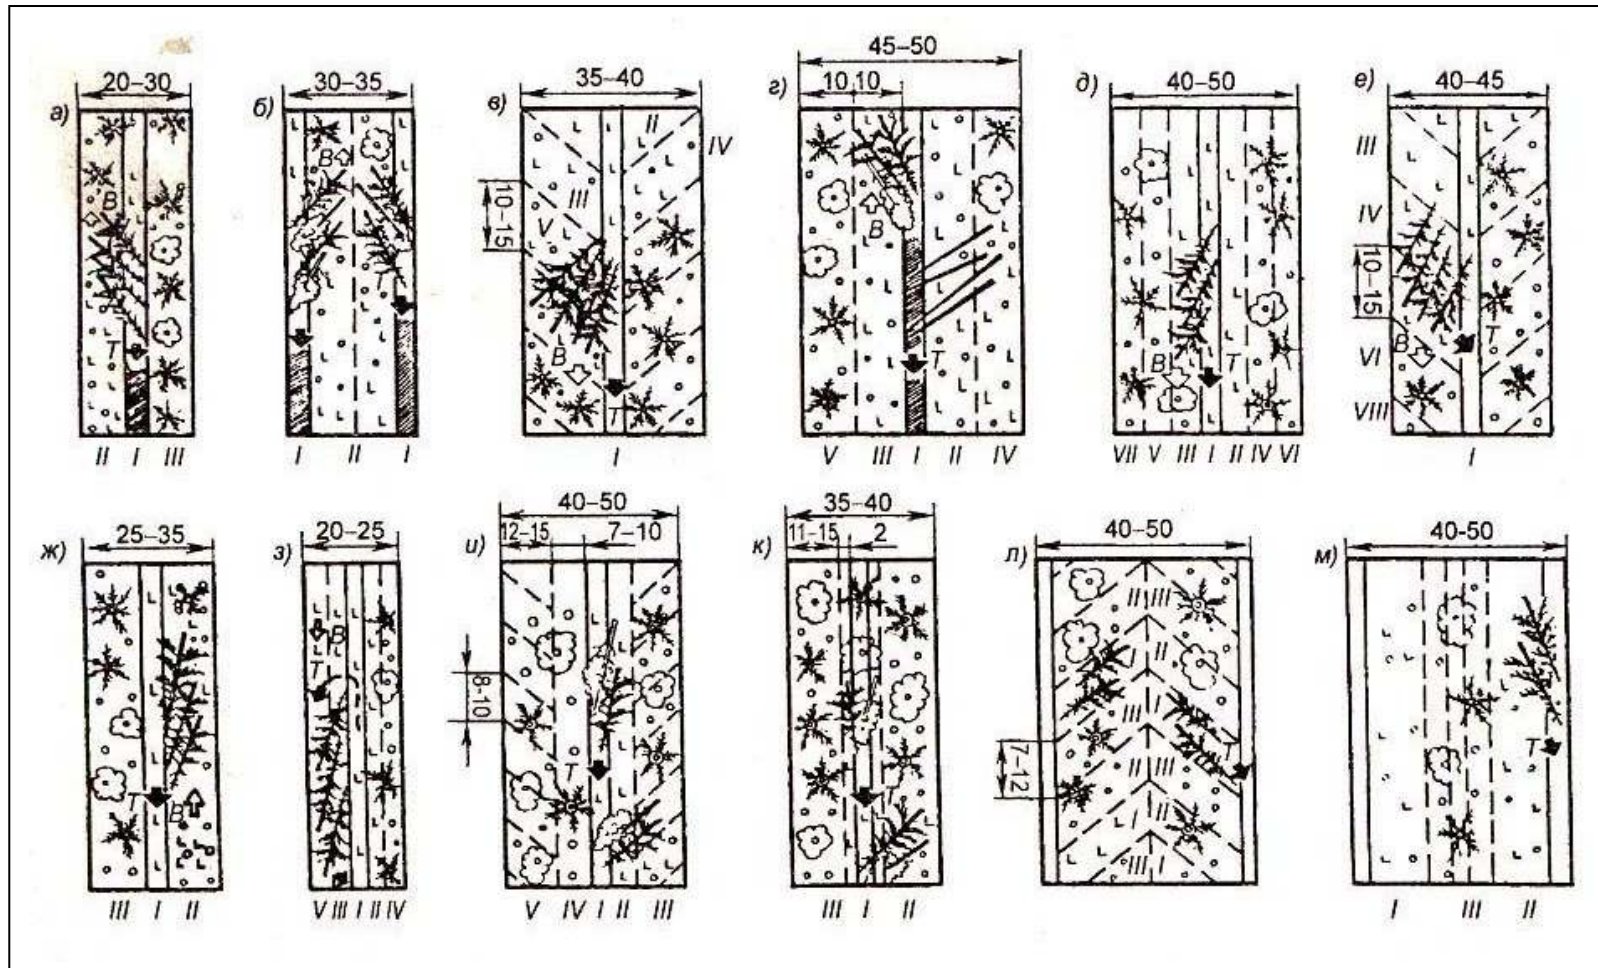 а) 20–30 В Т II I III
б) 30–35 В I II I
в) 35–40 II IV III V 10–15 В Т I
г) 45–50 10 10 В Т V III I II IV
д) 40–50 В Т VII V III I II IV VI
е) 40–45 III IV 10–15 В Т VI VIII I
ж) 25–35 Т В III I II
з) 20–25 В Т V III I II IV
и) 40–50 12–15 7–10 8–10 Т V IV I II III
к) 35–40 11–15 2 III I II
л) 40–50 II III II III I II III II I III I 7–12 Т
м) 40-50 Т I III II